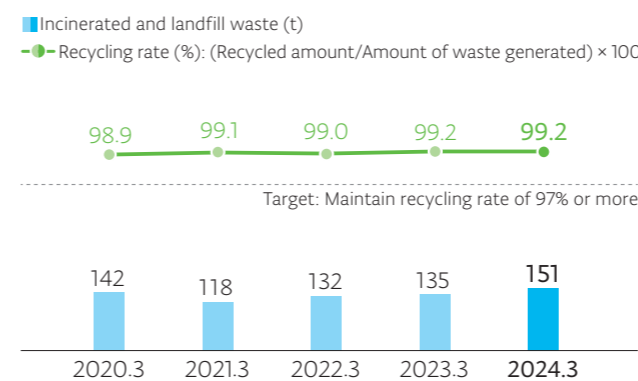 Incinerated and landfill waste (t)
Recycling rate (%): (Recycled amount/Amount of waste generated) × 100
98.9 99.1 99.0 99.2 99.2
Target: Maintain recycling rate of 97% or more
142 118 132 135 151
2020.3 2021.3 2022.3 2023.3 2024.3